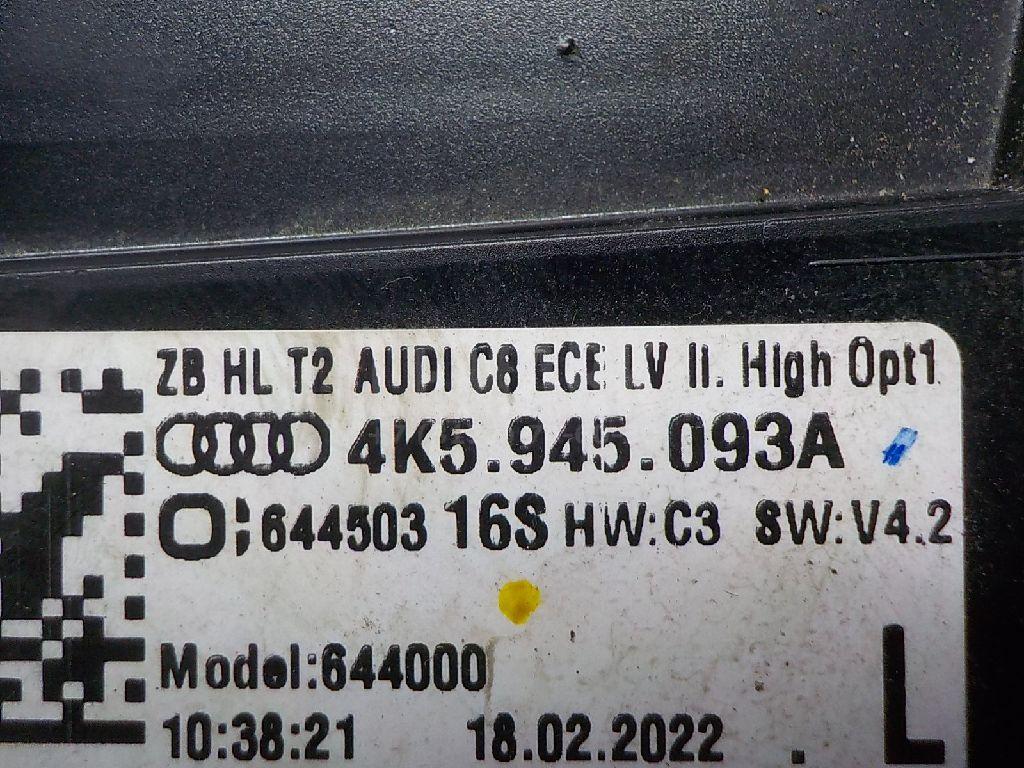 ZB HL T2 AUDI C8 ECE LV II. High Opt1
4K5.945.093A
O;644503 16S HW:C3 SW:V4.2
Model:644000
10:38:21 18.02.2022 . L